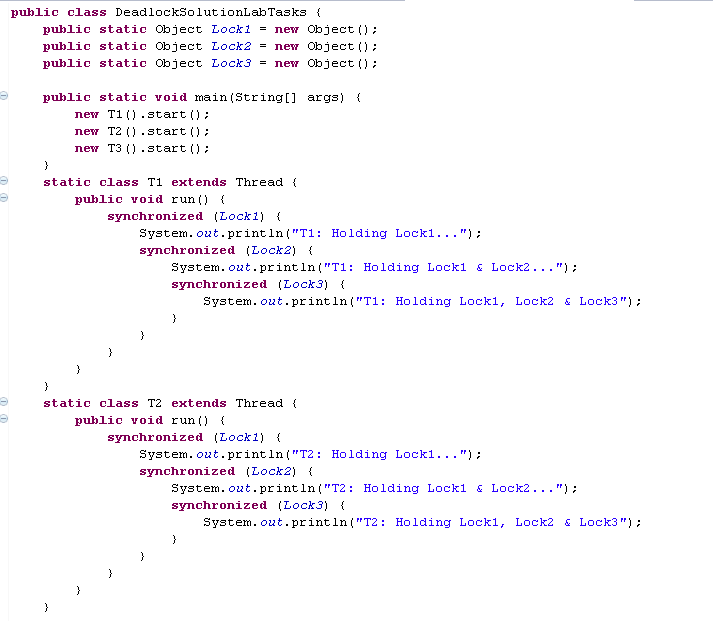 public class DeadlockSolutionLabTasks {
    public static Object Lock1 = new Object();
    public static Object Lock2 = new Object();
    public static Object Lock3 = new Object();
    public static void main(String[] args) {
        new T1().start();
        new T2().start();
        new T3().start();
    }
    static class T1 extends Thread {
        public void run() {
            synchronized (Lock1) {
                System.out.println("T1: Holding Lock1...");
                synchronized (Lock2) {
                    System.out.println("T1: Holding Lock1 & Lock2...");
                    synchronized (Lock3) {
                        System.out.println("T1: Holding Lock1, Lock2 & Lock3");
                    }
                }
            }
        }
    }
    static class T2 extends Thread {
        public void run() {
            synchronized (Lock1) {
                System.out.println("T2: Holding Lock1...");
                synchronized (Lock2) {
                    System.out.println("T2: Holding Lock1 & Lock2...");
                    synchronized (Lock3) {
                        System.out.println("T2: Holding Lock1, Lock2 & Lock3");
                    }
                }
            }
        }
    }